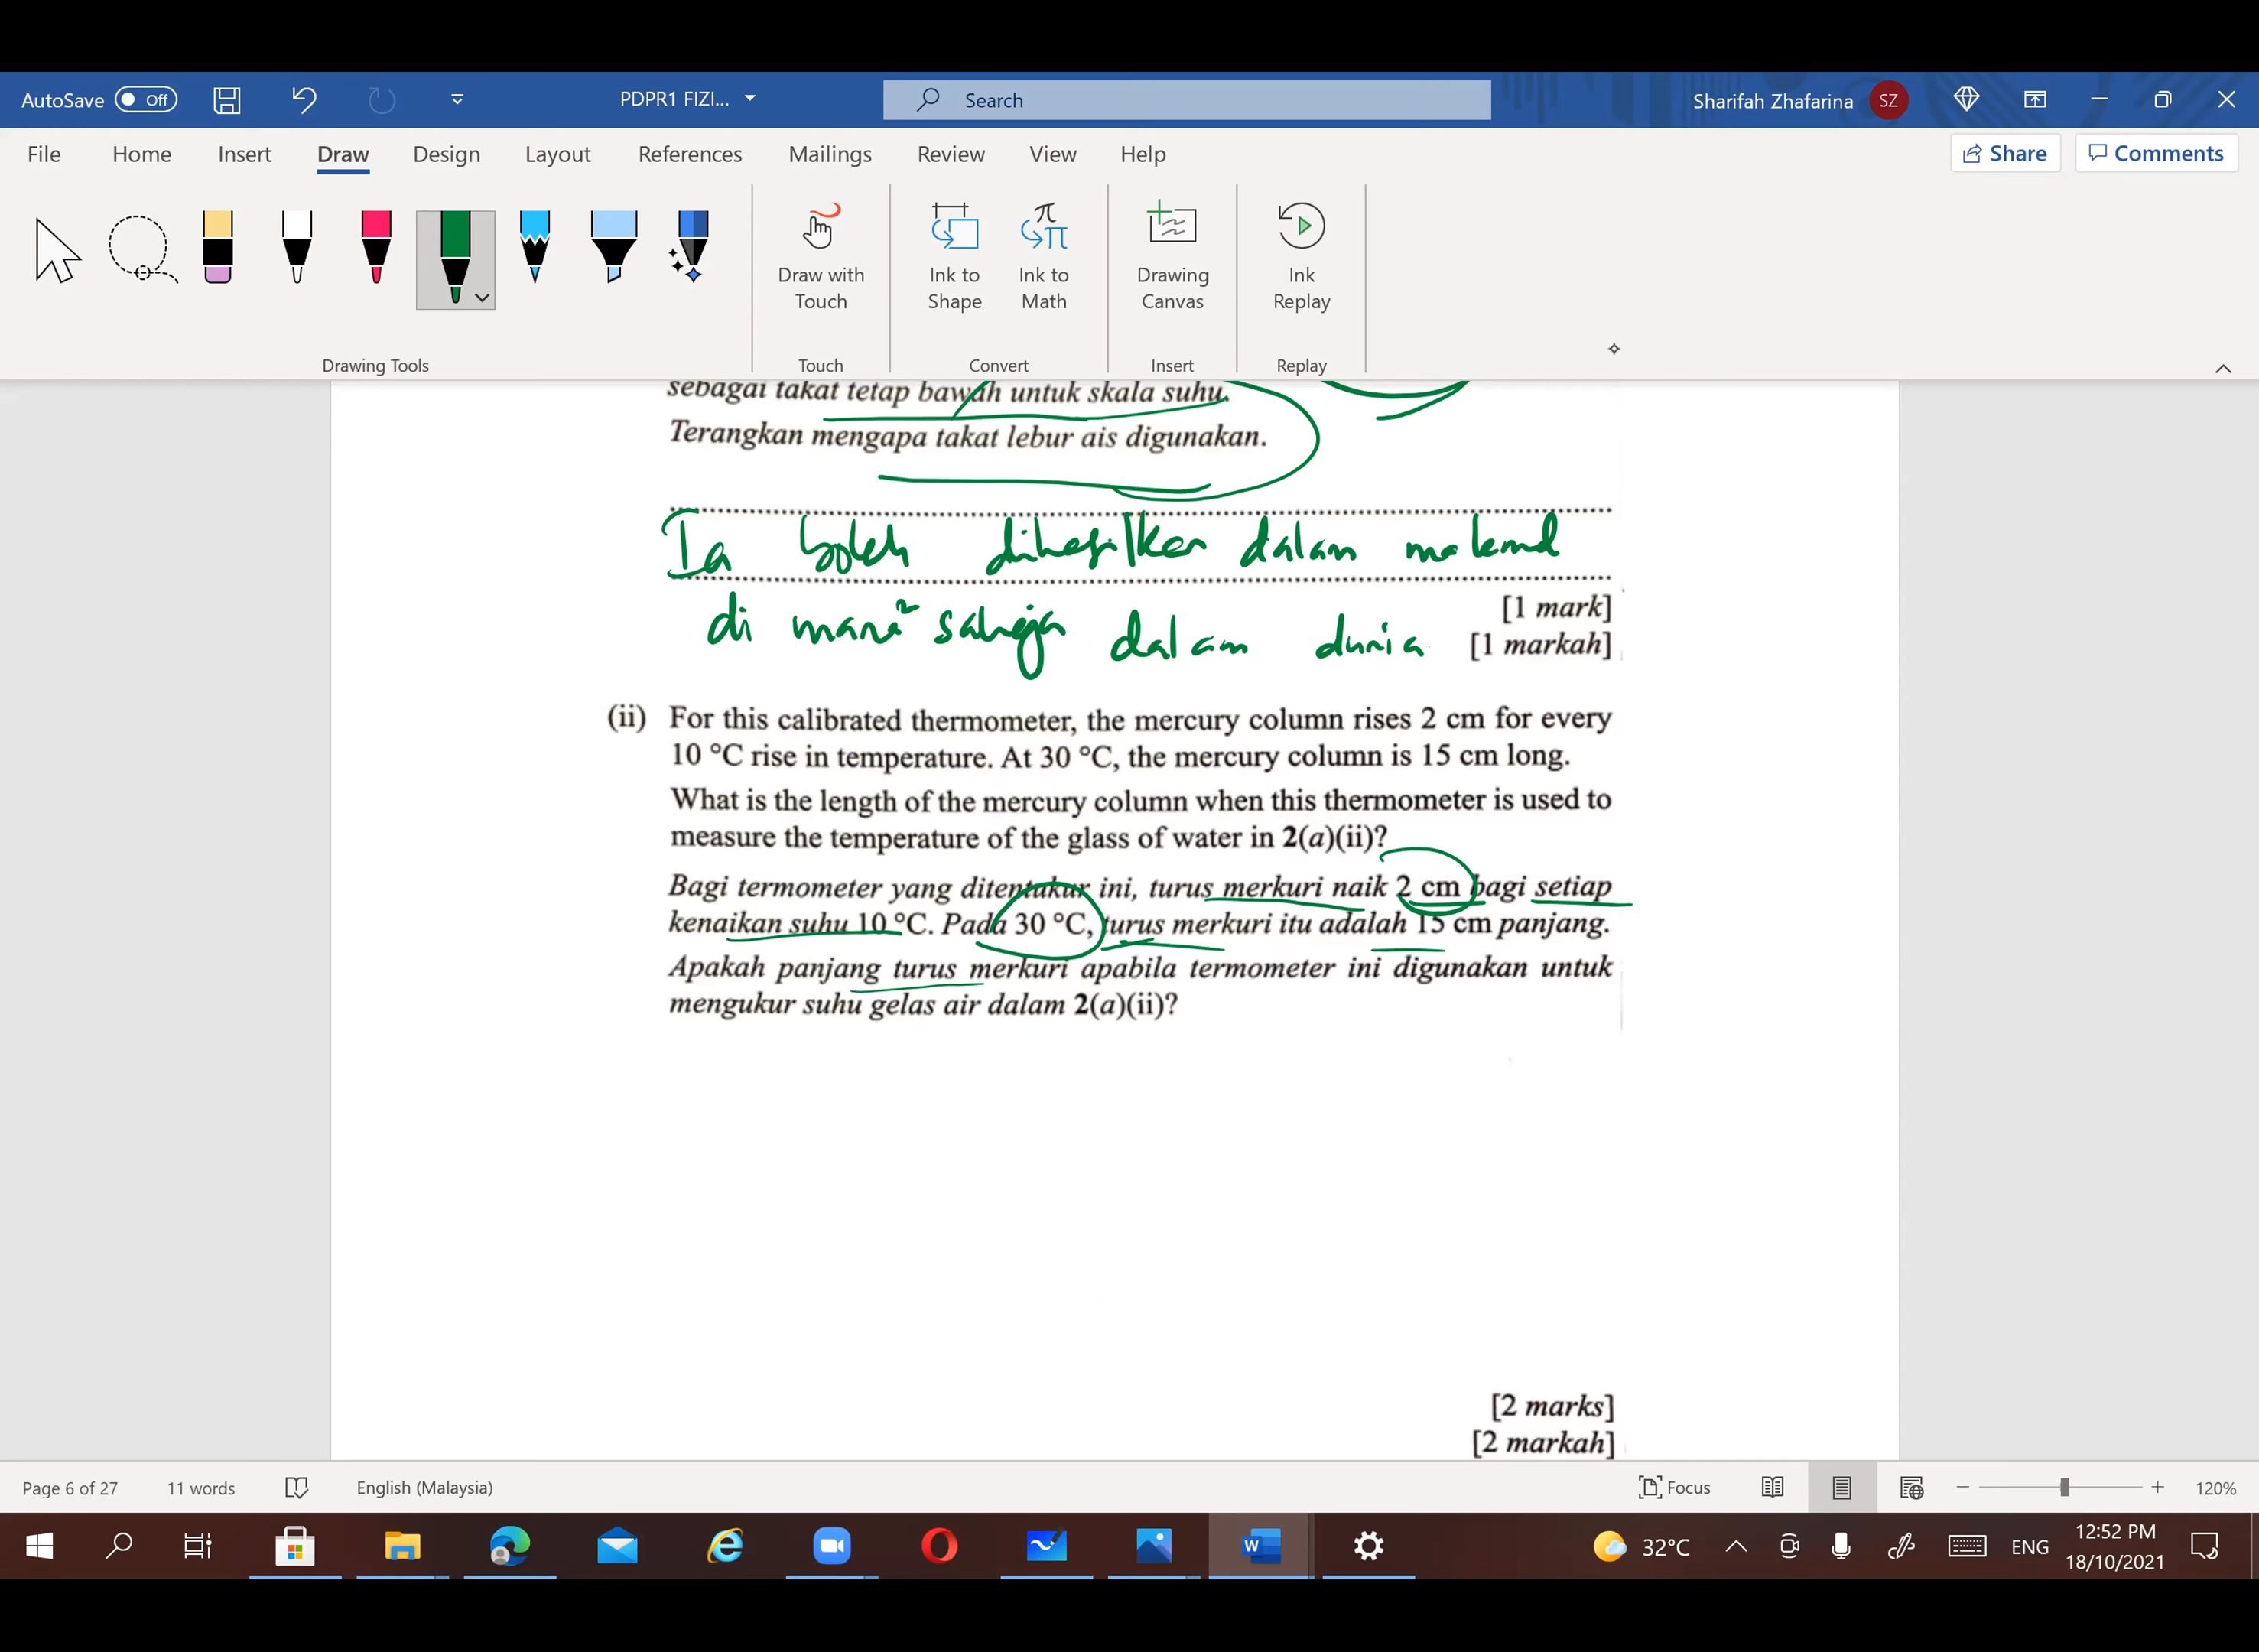 AutoSave Off PDPR1 FIZI... Search Sharifah Zhafarina SZ
File Home Insert Draw Design Layout References Mailings Review View Help Share Comments
Draw with Touch
Ink to Shape
Ink to Math
Drawing Canvas
Ink Replay
Drawing Tools Touch Convert Insert Replay
sebagai takat tetap bawah untuk skala suhu.
Terangkan mengapa takat lebur ais digunakan.
Ia boleh dihasilkan dalam makmal
di mana² sahaja dalam dunia
[1 mark]
[1 markah]
(ii) For this calibrated thermometer, the mercury column rises 2 cm for every
10 °C rise in temperature. At 30 °C, the mercury column is 15 cm long.
What is the length of the mercury column when this thermometer is used to
measure the temperature of the glass of water in 2(a)(ii)?
Bagi termometer yang ditentukur ini, turus merkuri naik 2 cm bagi setiap
kenaikan suhu 10 °C. Pada 30 °C, turus merkuri itu adalah 15 cm panjang.
Apakah panjang turus merkuri apabila termometer ini digunakan untuk
mengukur suhu gelas air dalam 2(a)(ii)?
[2 marks]
[2 markah]
Page 6 of 27 11 words English (Malaysia) Focus 120%
32°C ENG 12:52 PM
18/10/2021